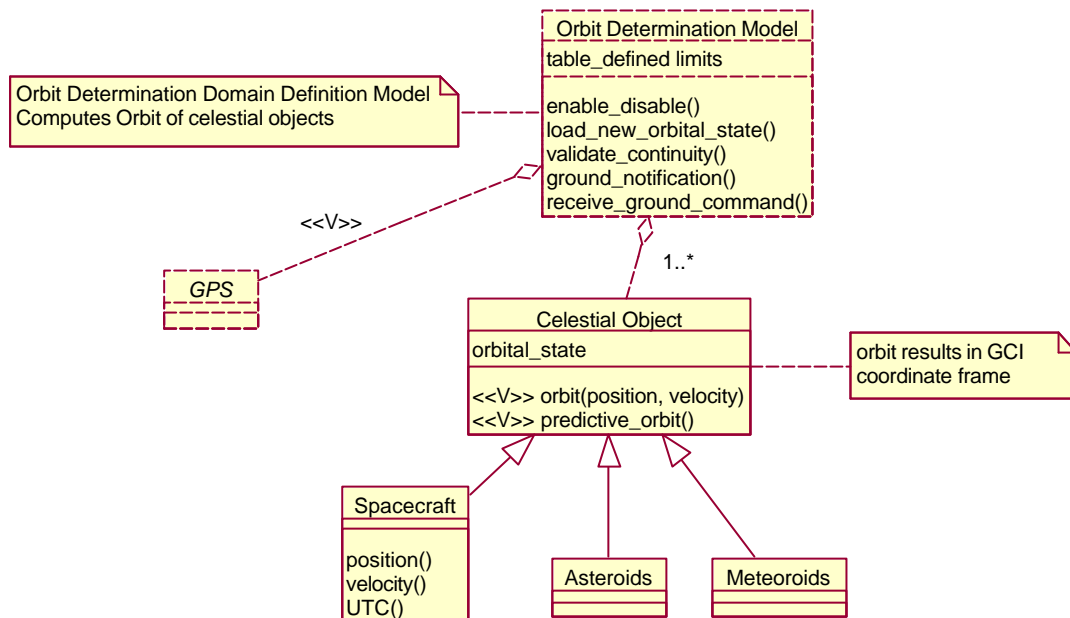 Orbit Determination Model
table_defined limits
enable_disable()
load_new_orbital_state()
validate_continuity()
ground_notification()
receive_ground_command()
Orbit Determination Domain Definition Model
Computes Orbit of celestial objects
<<V>>
GPS
1..*
Celestial Object
orbital_state
<<V>> orbit(position, velocity)
<<V>> predictive_orbit()
orbit results in GCI
coordinate frame
Spacecraft
position()
velocity()
UTC()
Asteroids
Meteoroids